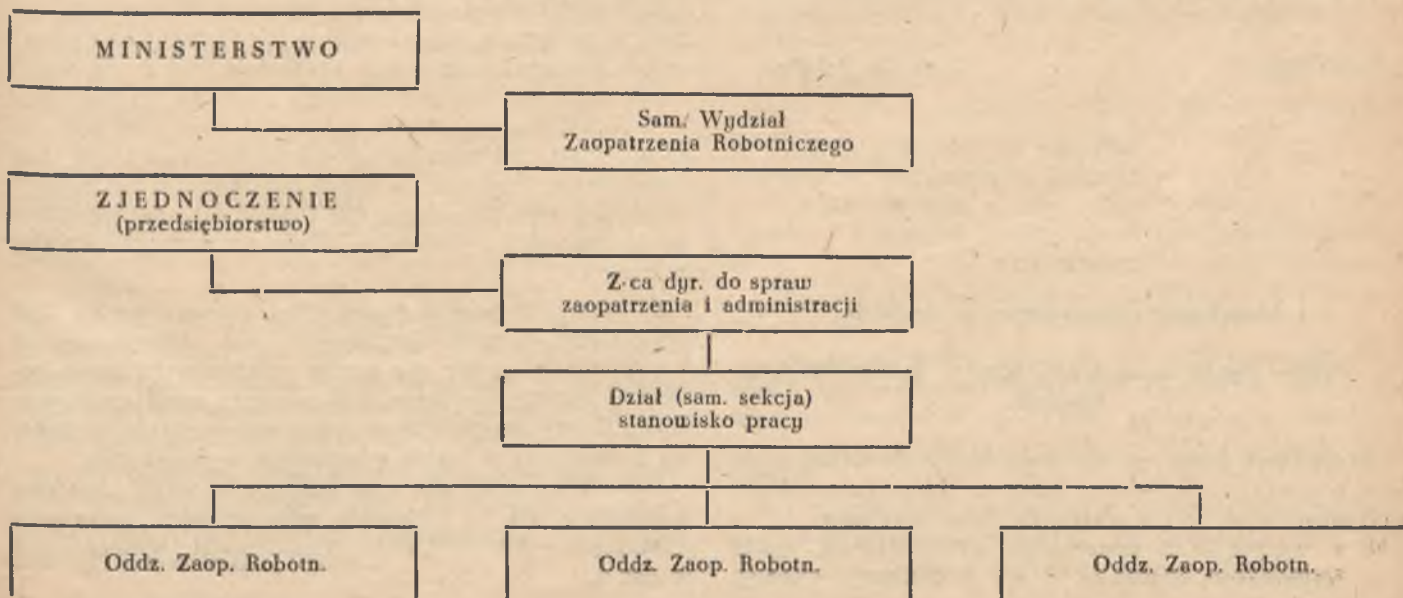 MINISTERSTWO
Sam. Wydział
Zaopatrzenia Robotniczego
ZJEDNOCZENIE
(przedsiębiorstwo)
Z-ca dyr. do spraw
zaopatrzenia i administracji
Dział (sam. sekcja)
stanowisko pracy
Oddz. Zaop. Robotn.
Oddz. Zaop. Robotn.
Oddz. Zaop. Robotn.